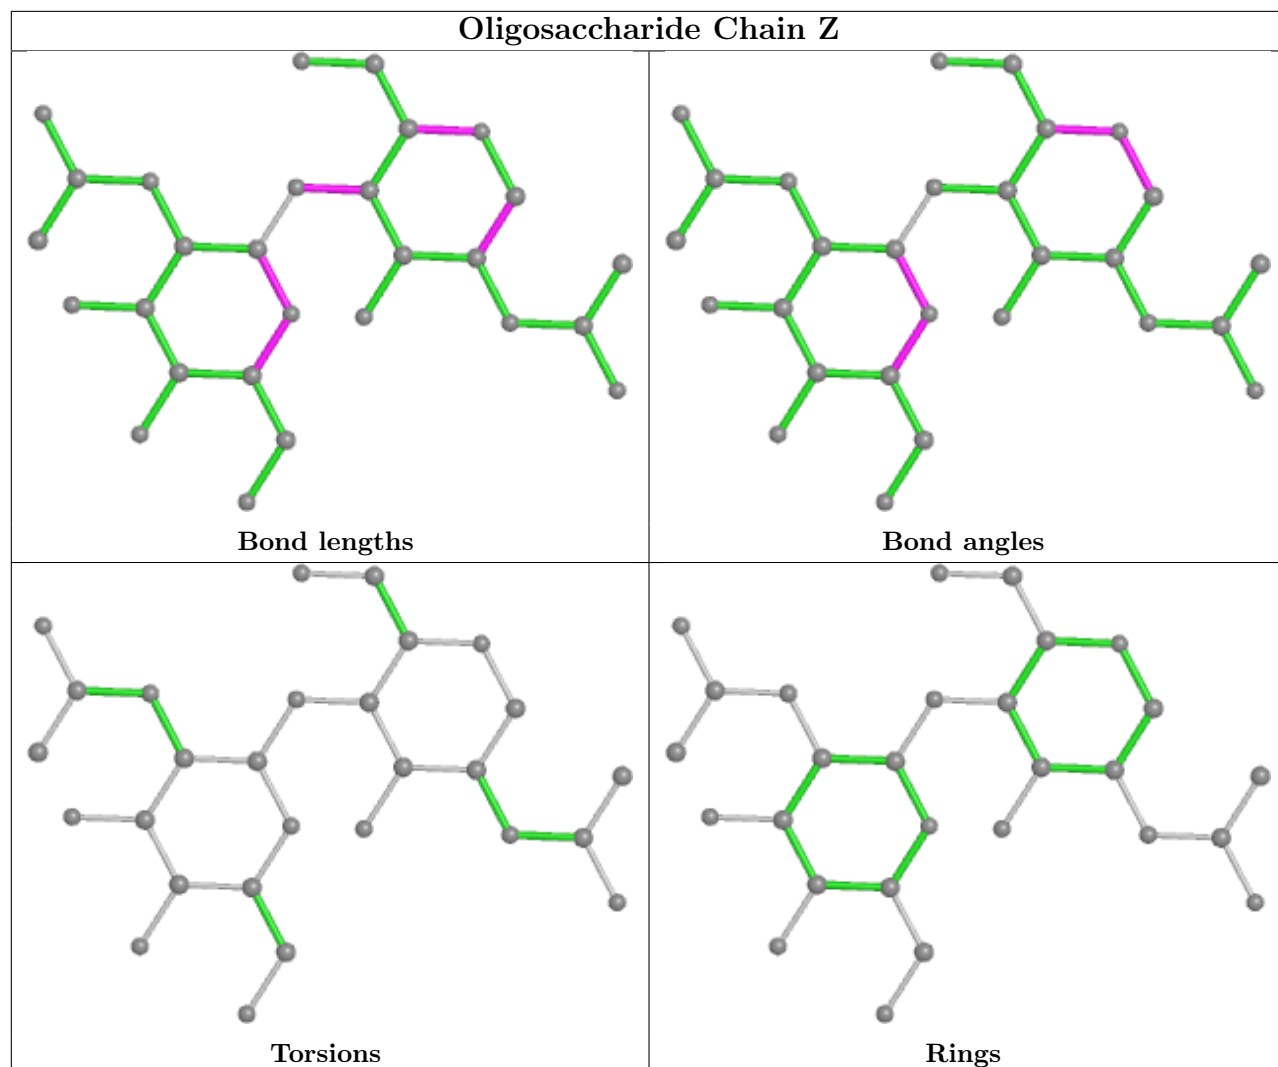 Oligosaccharide Chain Z
Bond lengths
Bond angles
Torsions
Rings